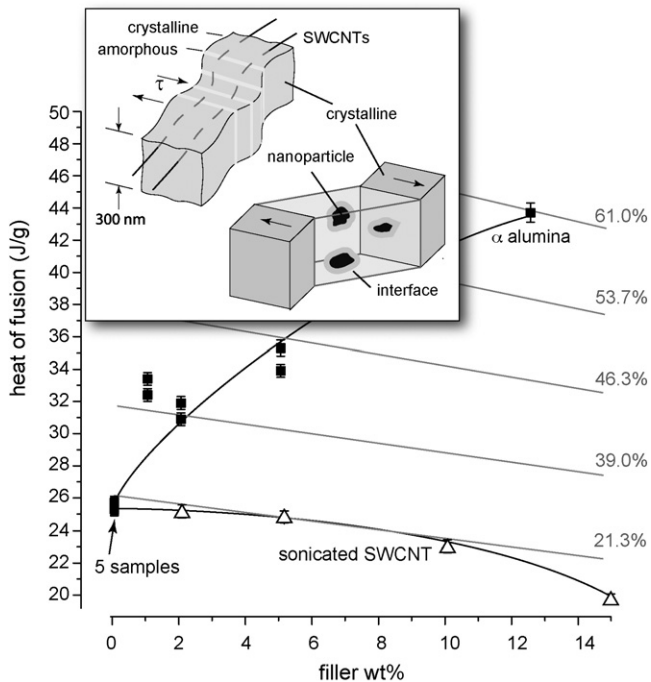 crystalline
amorphous
SWCNTs
τ
crystalline
nanoparticle
300 nm
interface
50
48
46
44
42
40
38
36
34
32
30
28
26
24
22
20
heat of fusion (J/g)
α alumina
61.0%
53.7%
46.3%
39.0%
21.3%
5 samples
sonicated SWCNT
0
2
4
6
8
10
12
14
filler wt%